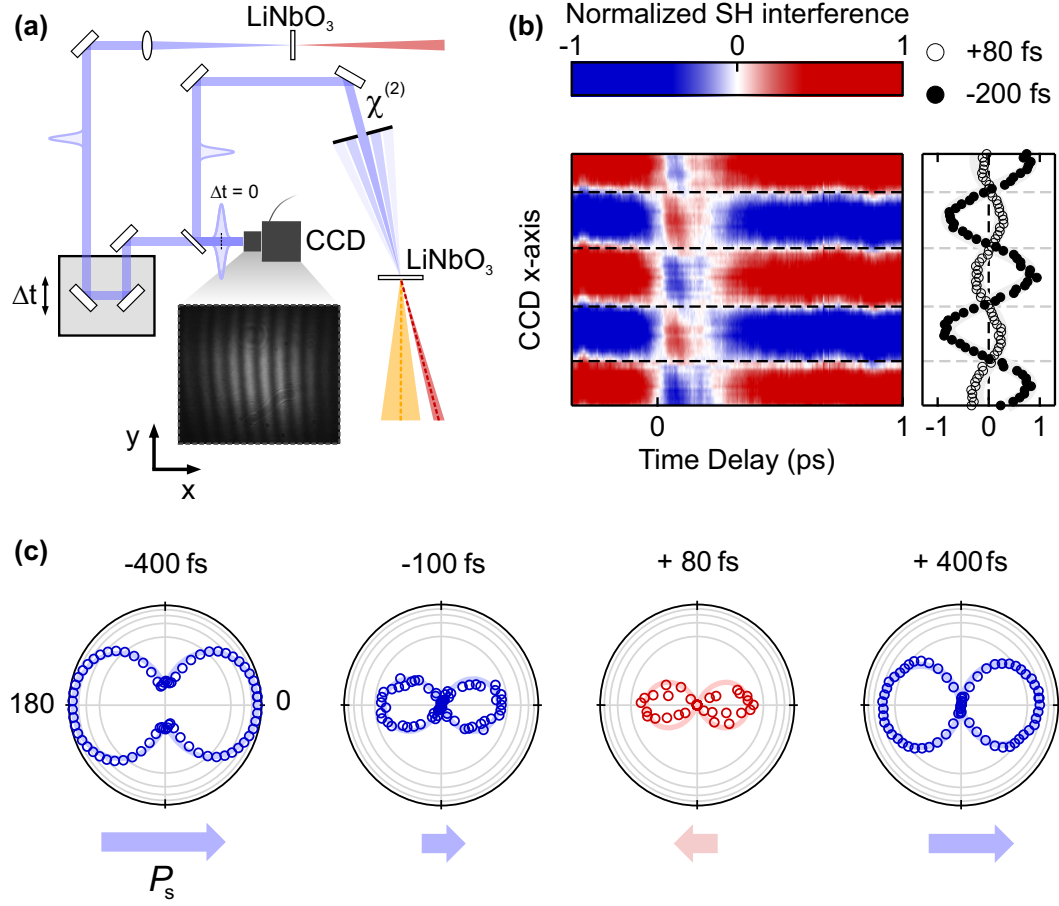 (a)
LiNbO3
χ(2)
Δt = 0
CCD
LiNbO3
Δt
y
x
(b)
Normalized SH interference
-1 0 1
+80 fs
-200 fs
CCD x-axis
0 1
Time Delay (ps)
-1 0 1
(c)
-400 fs -100 fs + 80 fs + 400 fs
180 0
Ps